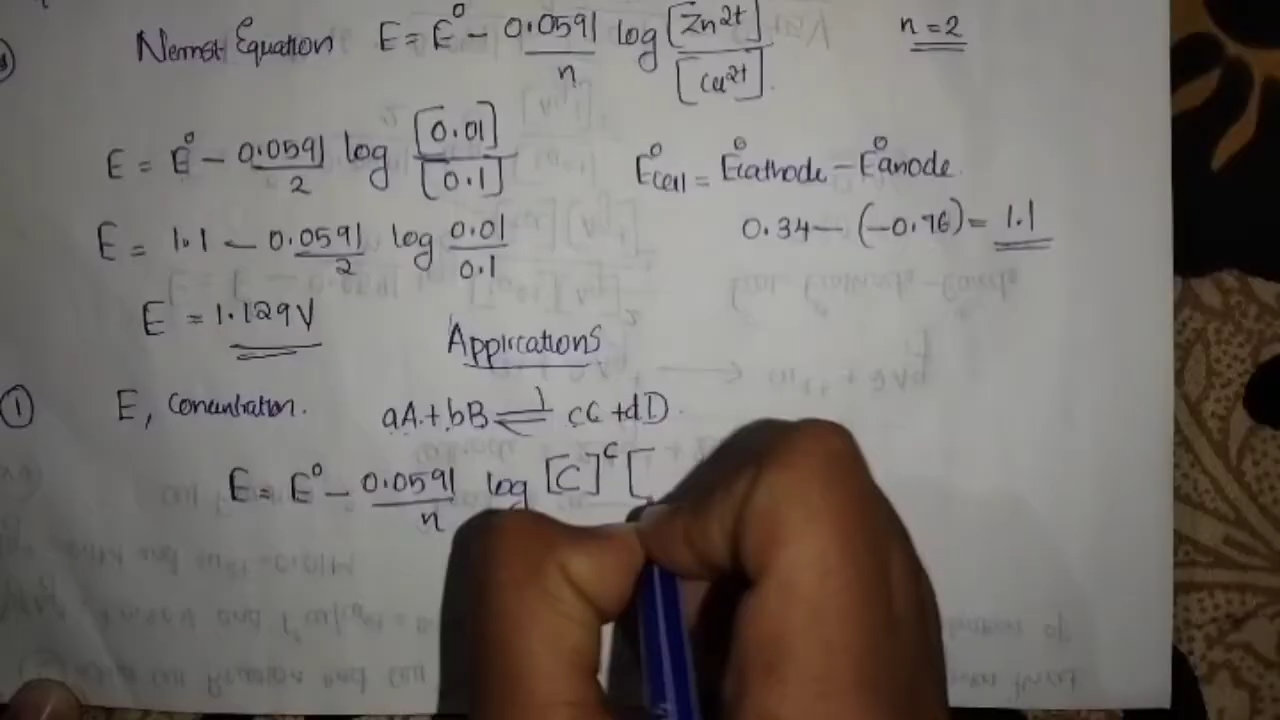 Nernst Equation E = E° - 0.0591/n log [Zn2+]/[Cu2+]. n = 2
E = E° - 0.0591/2 log [0.01]/[0.1] E°cell = E°cathode - E°anode.
E = 1.1 - 0.0591/2 log 0.01/0.1 0.34 - (-0.76) = 1.1
E = 1.129V
Applications
① E, Concentration. aA + bB ⇌ cC + dD.
E = E° - 0.0591/n log [C]^c [